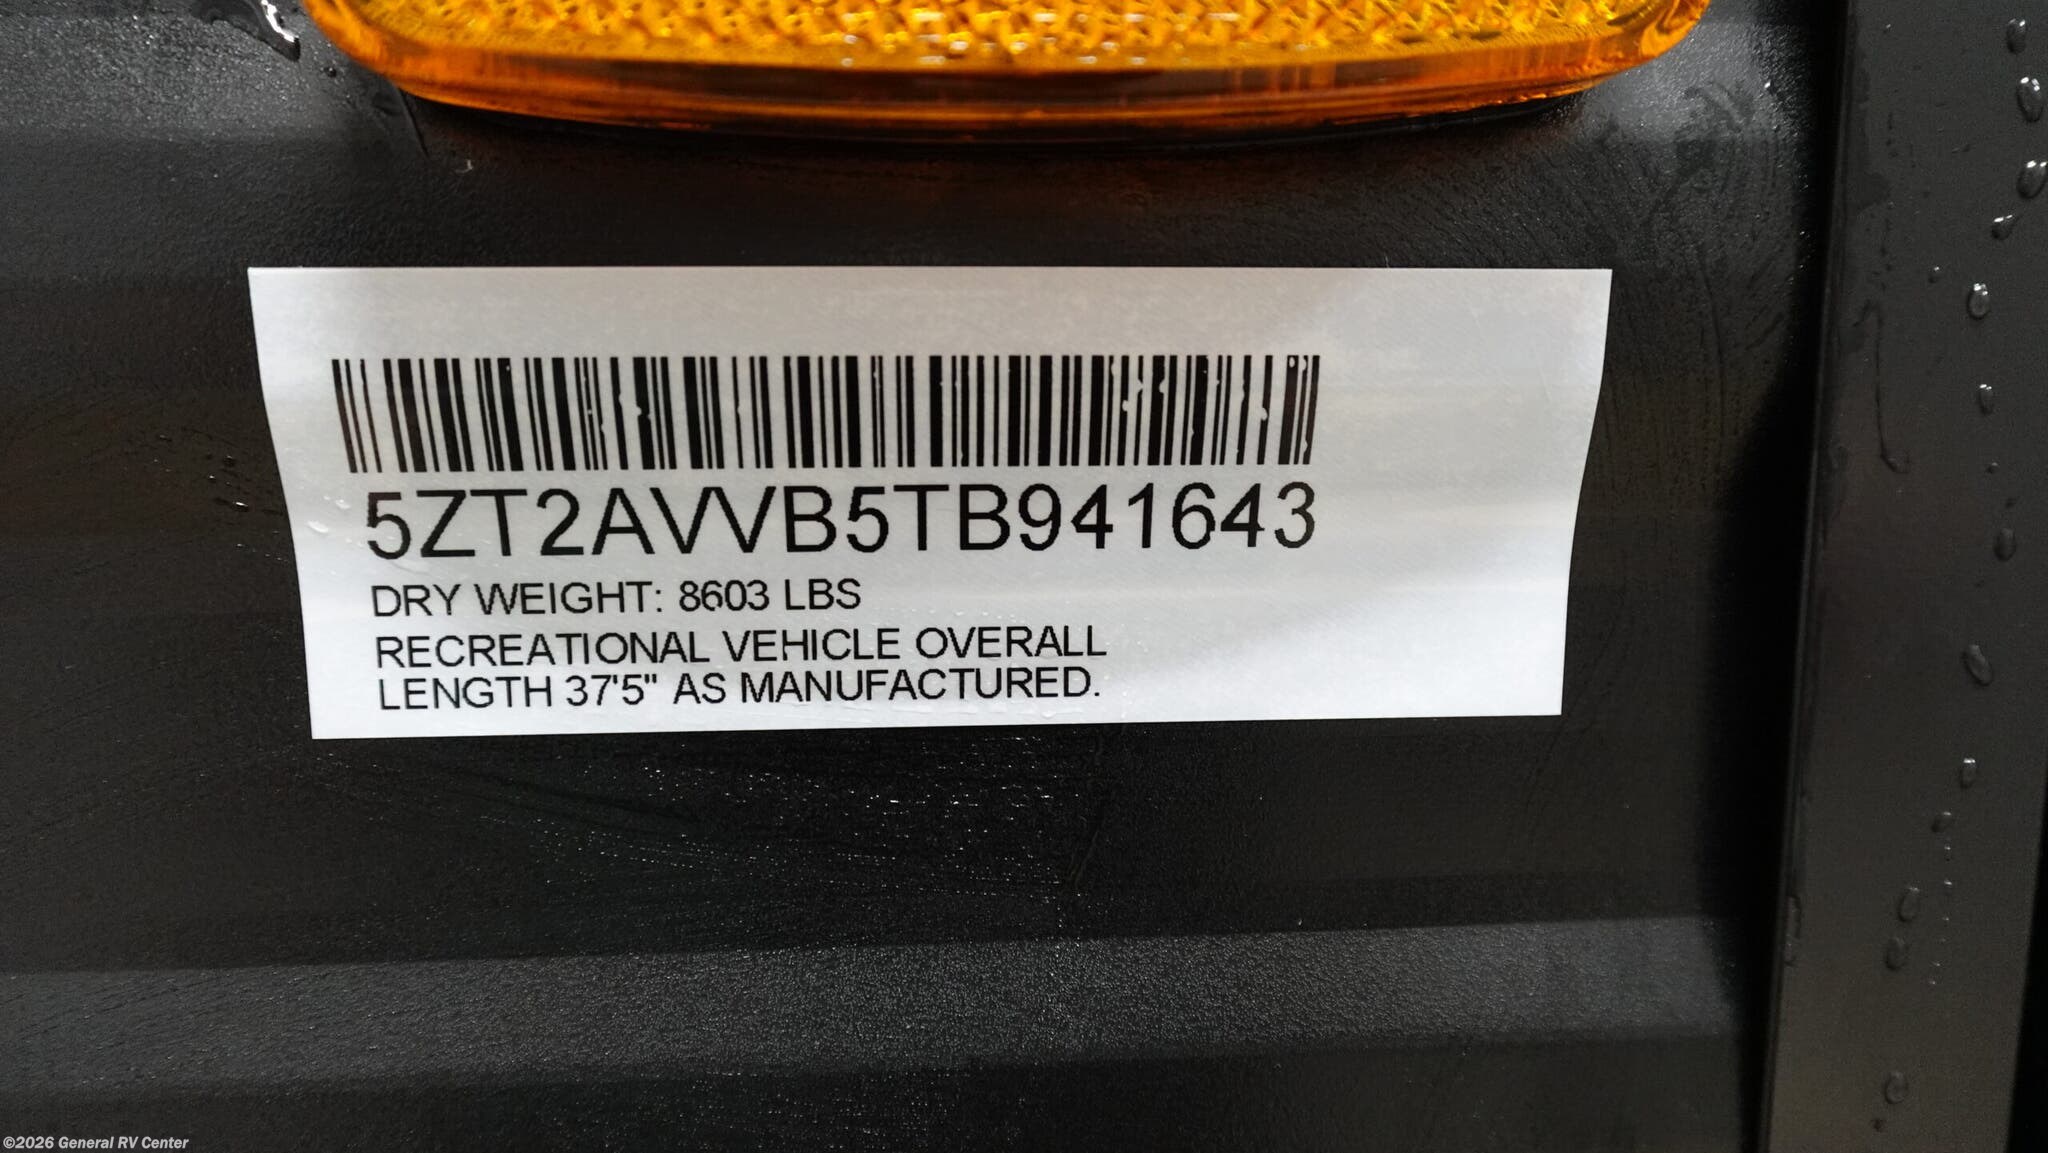 5ZT2AVVB5TB941643
DRY WEIGHT: 8603 LBS
RECREATIONAL VEHICLE OVERALL
LENGTH 37'5" AS MANUFACTURED.
©2026 General RV Center